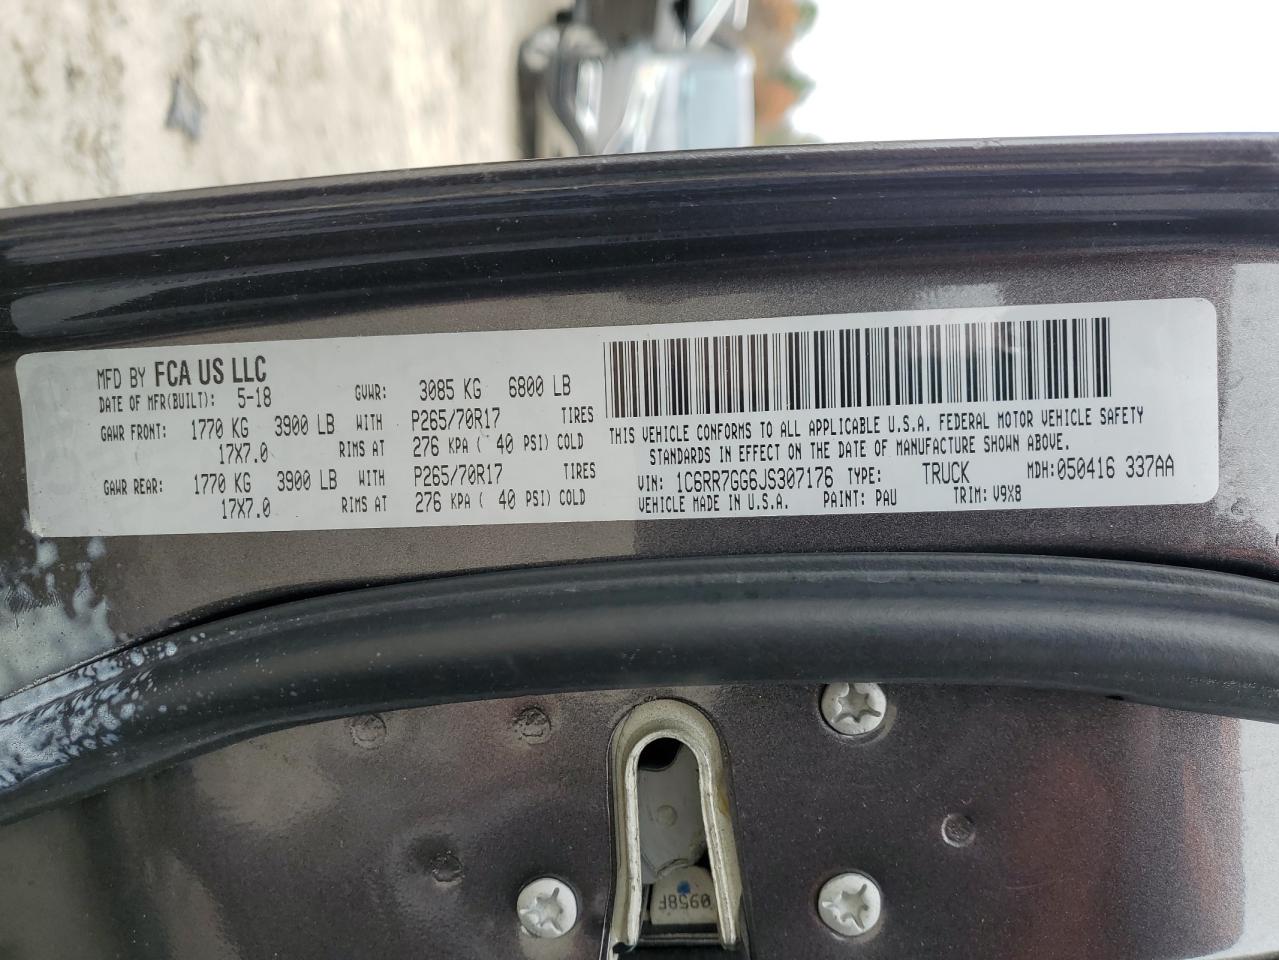 MFD BY FCA US LLC
DATE OF MFR(BUILT): 5-18 GVWR: 3085 KG 6800 LB
GAWR FRONT: 1770 KG 3900 LB WITH P265/70R17 TIRES
17X7.0 RIMS AT 276 KPA ( 40 PSI) COLD
GAWR REAR: 1770 KG 3900 LB WITH P265/70R17 TIRES
17X7.0 RIMS AT 276 KPA ( 40 PSI) COLD
THIS VEHICLE CONFORMS TO ALL APPLICABLE U.S.A. FEDERAL MOTOR VEHICLE SAFETY
STANDARDS IN EFFECT ON THE DATE OF MANUFACTURE SHOWN ABOVE.
VIN: 1C6RR7GG6JS307176 TYPE: TRUCK MDH:050416 337AA
VEHICLE MADE IN U.S.A. PAINT: PAU TRIM: V9X8
0958F